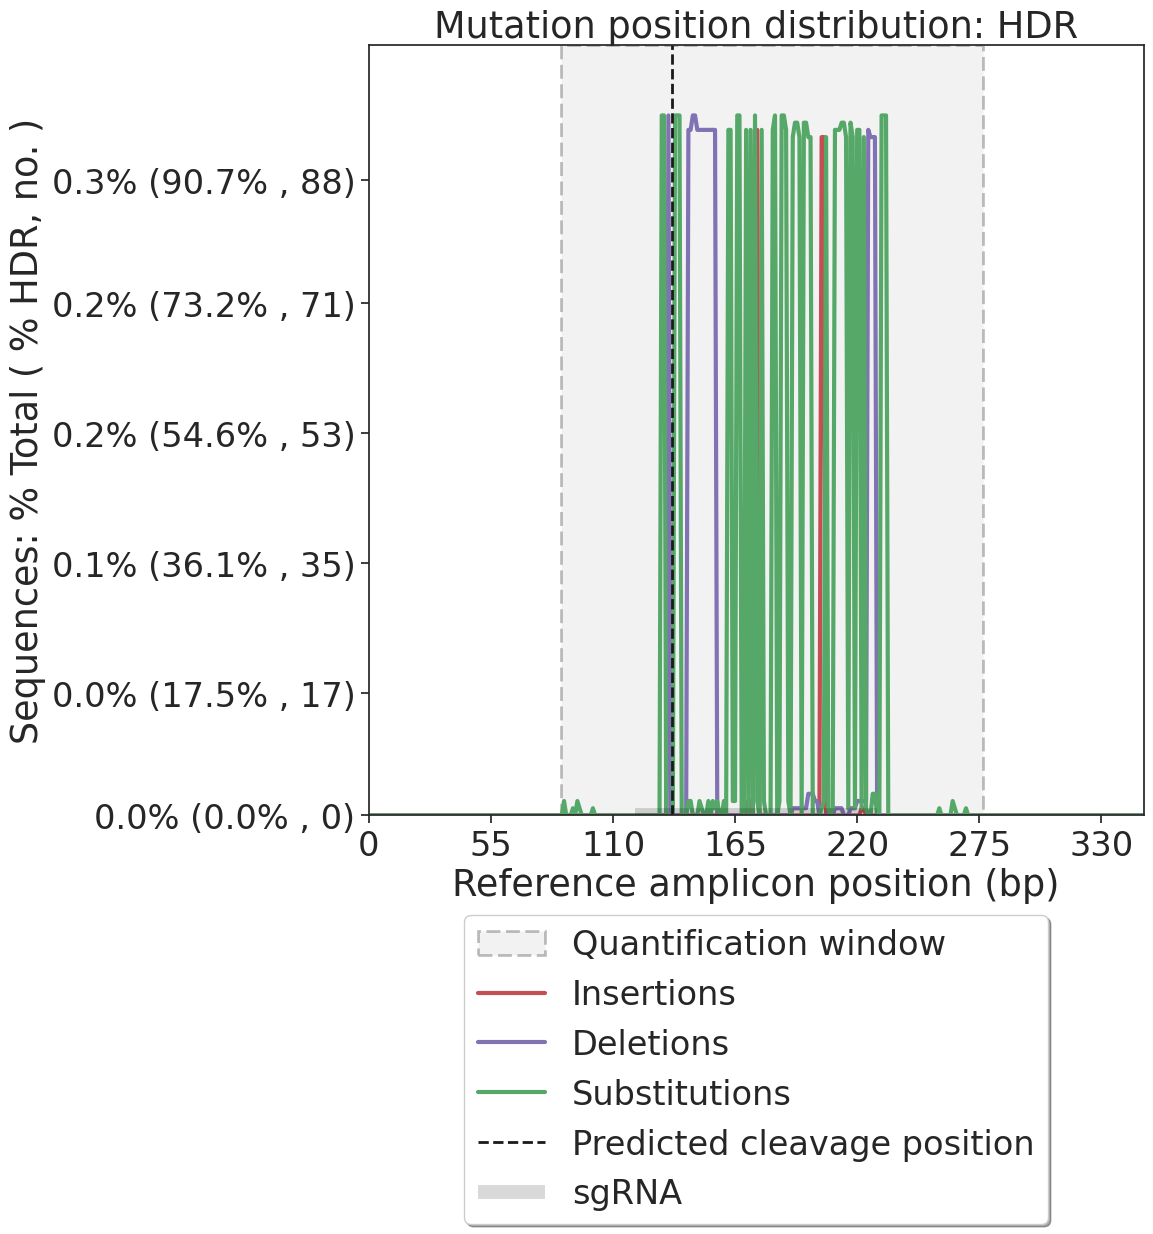 Mutation position distribution: HDR
Sequences: % Total ( % HDR, no. )
0.3% (90.7% , 88)
0.2% (73.2% , 71)
0.2% (54.6% , 53)
0.1% (36.1% , 35)
0.0% (17.5% , 17)
0.0% (0.0% , 0)
0 55 110 165 220 275 330
Reference amplicon position (bp)
Quantification window
Insertions
Deletions
Substitutions
Predicted cleavage position
sgRNA